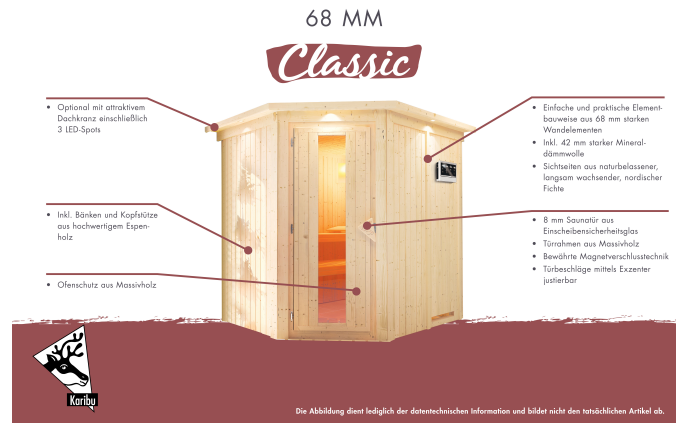 68 MM
Classic
• Optional mit attraktivem
Dachkranz einschließlich
3 LED-Spots
• Inkl. Bänken und Kopfstütze
aus hochwertigem Espen-
holz
• Ofenschutz aus Massivholz
• Einfache und praktische Element-
bauweise aus 68 mm starken
Wandelementen
• Inkl. 42 mm starker Mineral-
dämmwolle
• Sichtseiten aus naturbelassener,
langsam wachsender, nordischer
Fichte
• 8 mm Saunatür aus
Einscheibensicherheitsglas
• Türrahmen aus Massivholz
• Bewährte Magnetverschlusstechnik
• Türbeschläge mittels Exzenter
justierbar
Karibu
Die Abbildung dient lediglich der datentechnischen Information und bildet nicht den tatsächlichen Artikel ab.